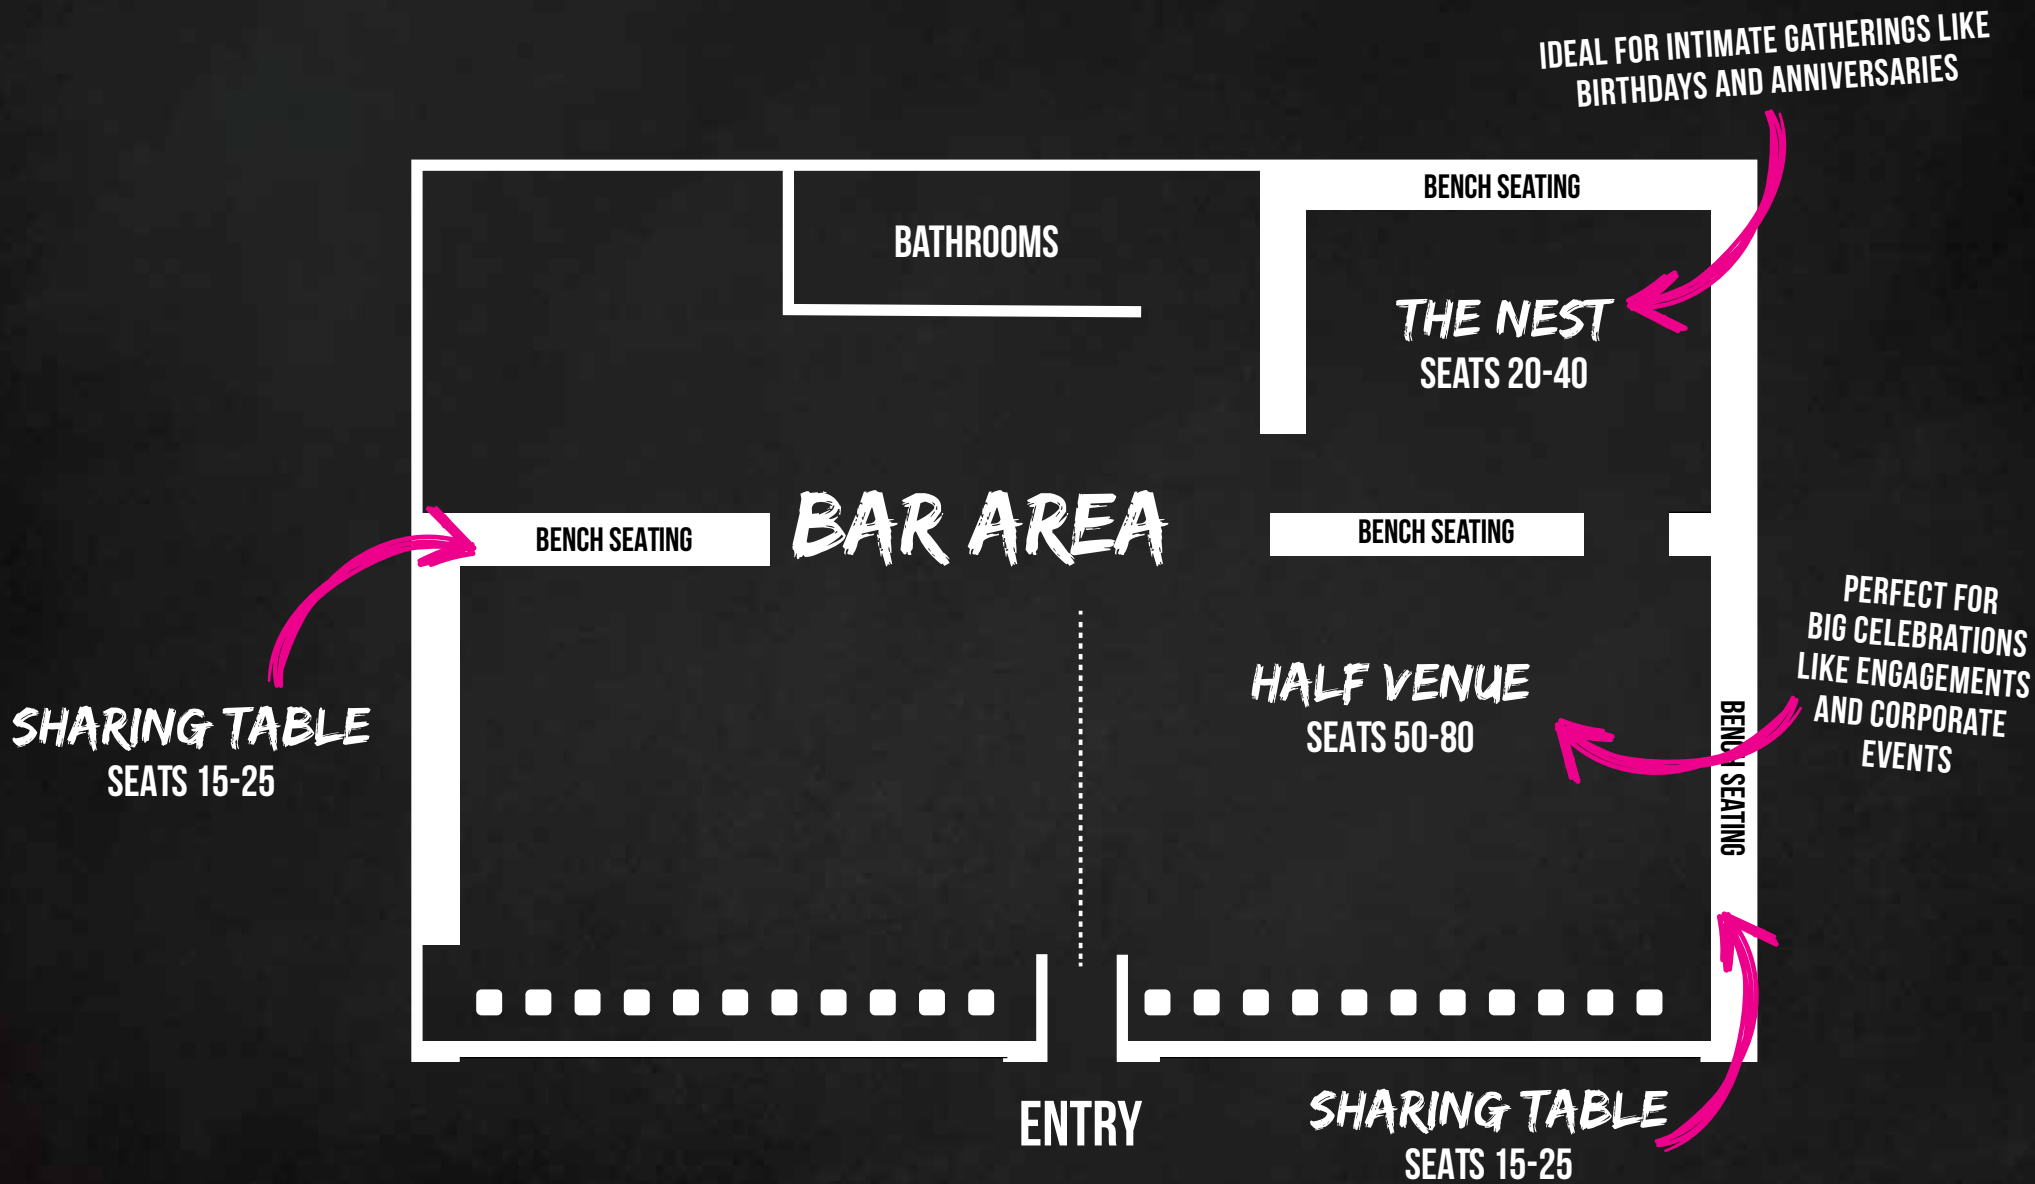 IDEAL FOR INTIMATE GATHERINGS LIKE
BIRTHDAYS AND ANNIVERSARIES
BENCH SEATING
BATHROOMS
THE NEST
SEATS 20-40
BENCH SEATING
BAR AREA
BENCH SEATING
PERFECT FOR
BIG CELEBRATIONS
LIKE ENGAGEMENTS
AND CORPORATE
EVENTS
HALF VENUE
SEATS 50-80
SHARING TABLE
SEATS 15-25
BENCH SEATING
ENTRY
SHARING TABLE
SEATS 15-25